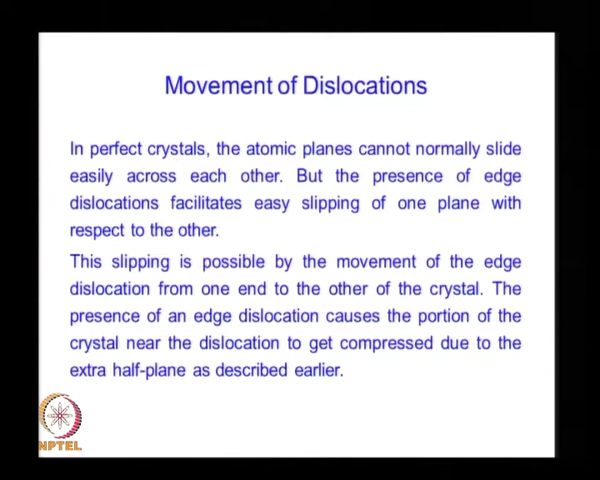 Movement of Dislocations
In perfect crystals, the atomic planes cannot normally slide
easily across each other. But the presence of edge
dislocations facilitates easy slipping of one plane with
respect to the other.
This slipping is possible by the movement of the edge
dislocation from one end to the other of the crystal. The
presence of an edge dislocation causes the portion of the
crystal near the dislocation to get compressed due to the
extra half-plane as described earlier.
NPTEL